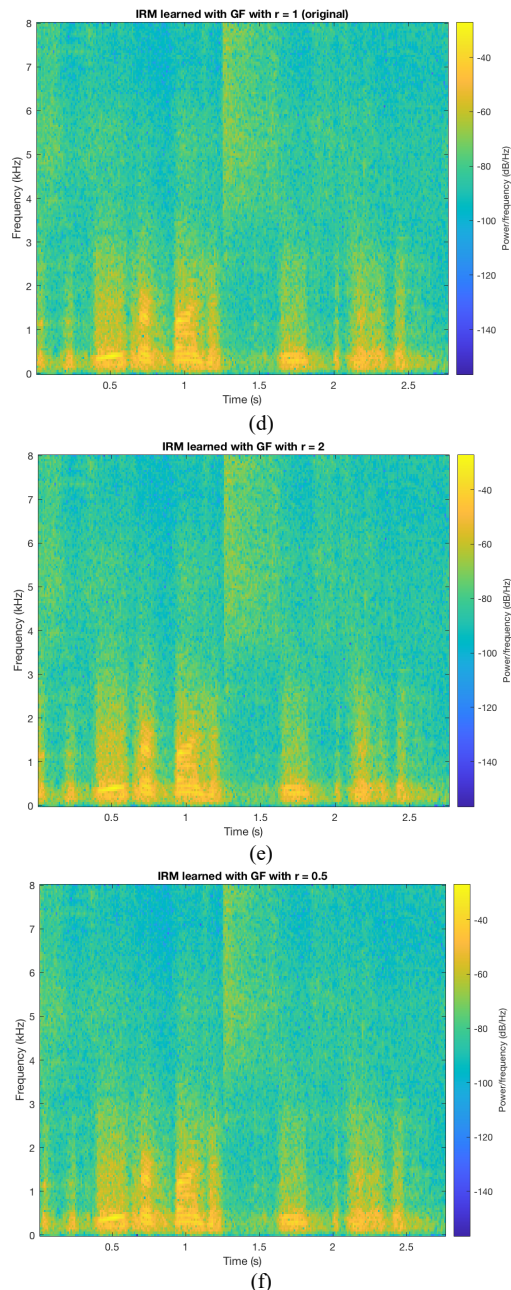 IRM learned with GF with r = 1 (original)
8
7
6
5
4
3
2
1
0
Frequency (kHz)
0.5 1 1.5 2 2.5
Time (s)
-40
-60
-80
-100
-120
-140
Power/frequency (dB/Hz)
(d)
IRM learned with GF with r = 2
8
7
6
5
4
3
2
1
0
Frequency (kHz)
0.5 1 1.5 2 2.5
Time (s)
-40
-60
-80
-100
-120
-140
Power/frequency (dB/Hz)
(e)
IRM learned with GF with r = 0.5
8
7
6
5
4
3
2
1
0
Frequency (kHz)
0.5 1 1.5 2 2.5
Time (s)
-40
-60
-80
-100
-120
-140
Power/frequency (dB/Hz)
(f)